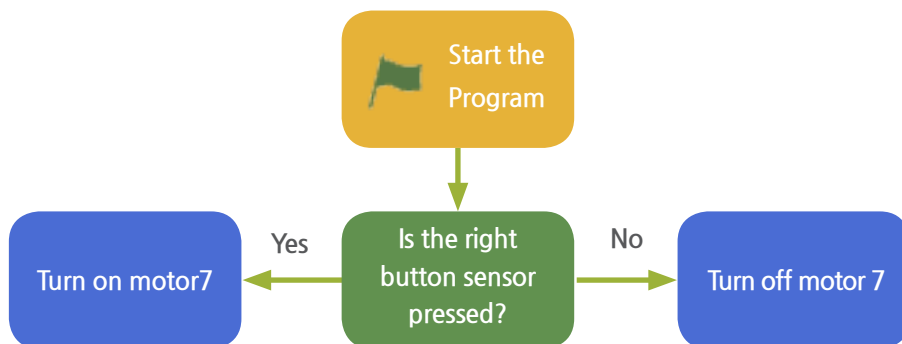 Start the
Program
Yes
Is the right
button sensor
pressed?
No
Turn on motor7
Turn off motor 7